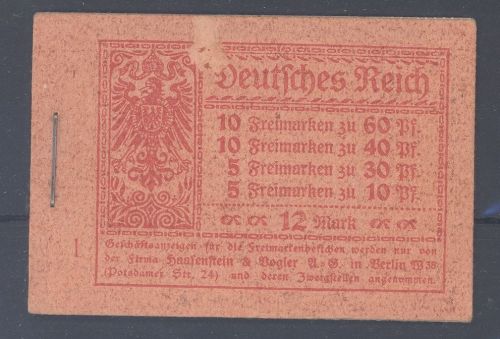 Deutsches Reich
10 Freimarken zu 60 Pf.
10 Freimarken zu 40 Pf.
5 Freimarken zu 30 Pf.
5 Freimarken zu 10 Pf.
12 Mark
1
Geschäftsanzeigen für die Freimarkenheftchen werden nur von
der Firma Haasenstein & Vogler A.-G. in Berlin W 35
(Potsdamer Str. 24) und deren Zweigstellen angenommen.